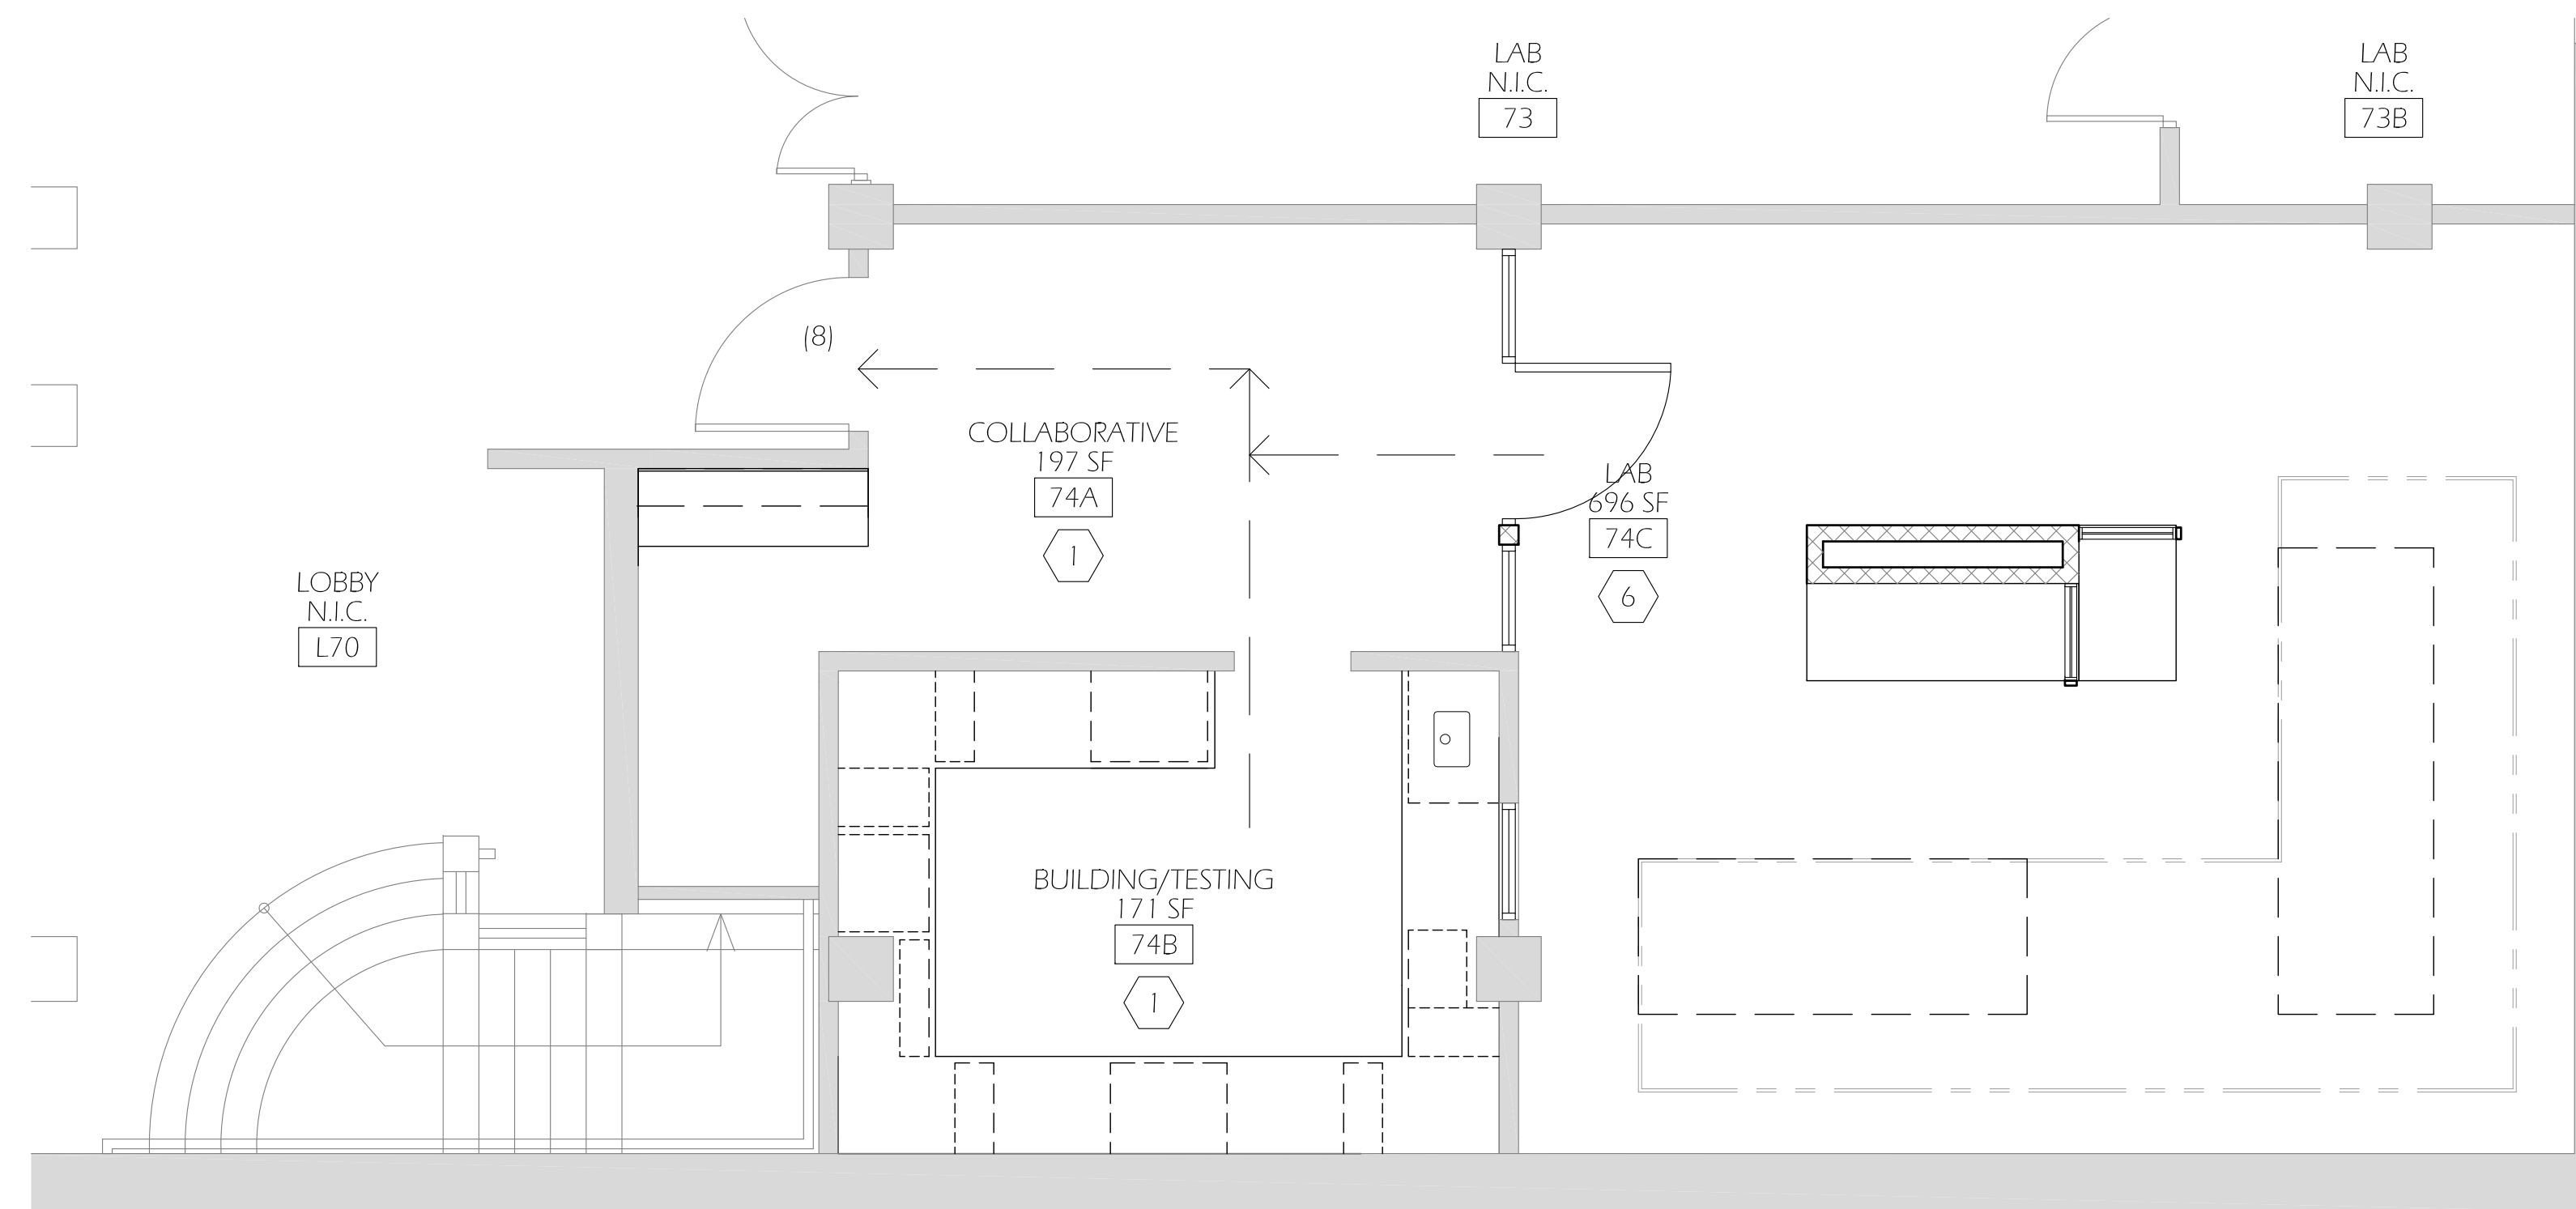 LAB
N.I.C.
73
LAB
N.I.C.
73B
(8)
COLLABORATIVE
197 SF
74A
1
LAB
696 SF
74C
6
LOBBY
N.I.C.
L70
BUILDING/TESTING
171 SF
74B
1